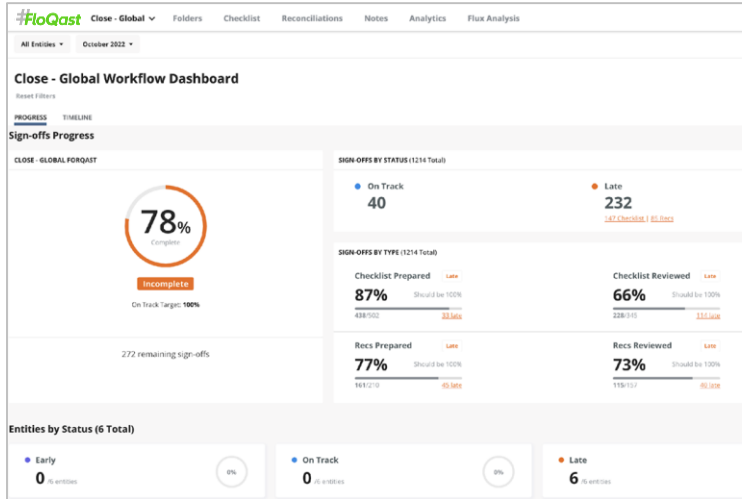 #FloQast Close - Global Folders Checklist Reconciliations Notes Analytics Flux Analysis
All Entities October 2022
Close - Global Workflow Dashboard
Reset Filters
PROGRESS TIMELINE
Sign-offs Progress
CLOSE - GLOBAL FORQAST
78%
Complete
Incomplete
On Track Target: 100%
272 remaining sign-offs
SIGN-OFFS BY STATUS (1214 Total)
On Track
40
Late
232
147 Checklist | 85 Recs
SIGN-OFFS BY TYPE (1214 Total)
Checklist Prepared Late
87% Should be 100%
438/502 33 late
Checklist Reviewed Late
66% Should be 100%
228/345 114 late
Recs Prepared Late
77% Should be 100%
161/210 45 late
Recs Reviewed Late
73% Should be 100%
115/157 40 late
Entities by Status (6 Total)
Early
0 /6 entities
0%
On Track
0 /6 entities
0%
Late
6 /6 entities